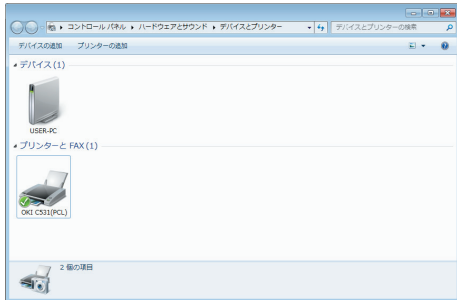 コントロール パネル ハードウェアとサウンド デバイスとプリンター デバイスとプリンターの検索
デバイスの追加 プリンターの追加
デバイス (1)
USER-PC
プリンターと FAX (1)
OKI C531(PCL)
2 個の項目